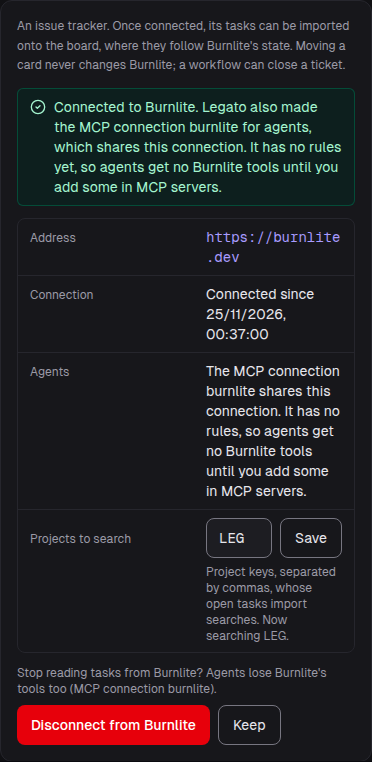 An issue tracker. Once connected, its tasks can be imported
onto the board, where they follow Burnlite's state. Moving a
card never changes Burnlite; a workflow can close a ticket.
Connected to Burnlite. Legato also made
the MCP connection burnlite for agents,
which shares this connection. It has no rules
yet, so agents get no Burnlite tools until you
add some in MCP servers.
Address
https://burnlite
.dev
Connection
Connected since
25/11/2026,
00:37:00
Agents
The MCP connection
burnlite shares this
connection. It has no
rules, so agents get
no Burnlite tools
until you add some
in MCP servers.
Projects to search
LEG
Save
Project keys, separated
by commas, whose
open tasks import
searches. Now
searching LEG.
Stop reading tasks from Burnlite? Agents lose Burnlite's
tools too (MCP connection burnlite).
Disconnect from Burnlite
Keep